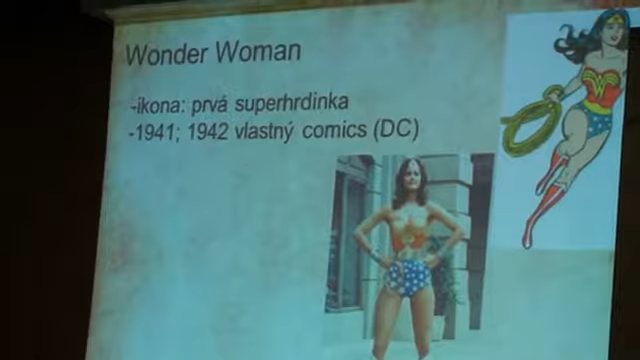 Wonder Woman
-ikona: prvá superhrdinka
-1941; 1942 vlastný comics (DC)